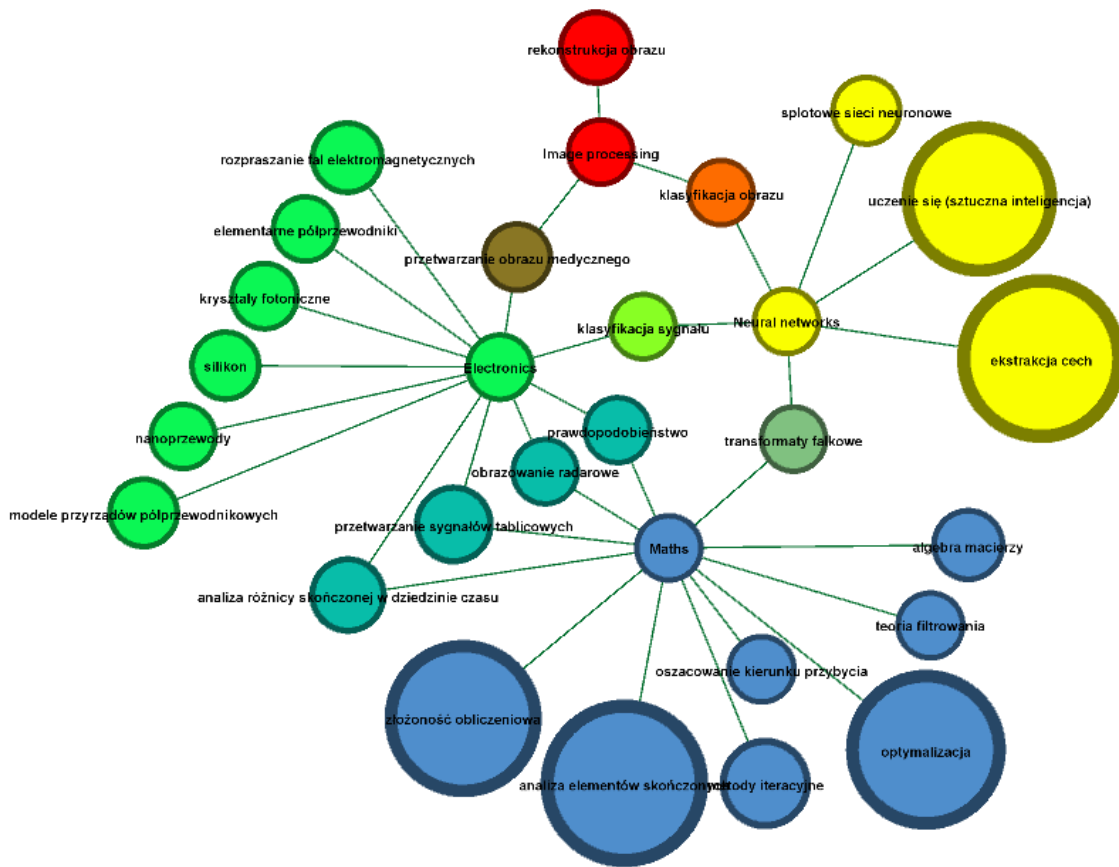 rekonstrukcja obrazu
splotowe sieci neuronowe
Image processing
rozpraszanie fal elektromagnetycznych
klasyfikacja obrazu
uczenie się (sztuczna inteligencja)
elementarne półprzewodniki
przetwarzanie obrazu medycznego
kryształy fotoniczne
Neural networks
klasyfikacja sygnału
ekstrakcja cech
silikon
Electronics
prawdopodobieństwo
nanoprzewody
transformaty falkowe
obrazowanie radarowe
modele przyrządów półprzewodnikowych
przetwarzanie sygnałów tablicowych
Maths
algebra macierzy
analiza różnicy skończonej w dziedzinie czasu
teoria filtrowania
oszacowanie kierunku przybycia
złożoność obliczeniowa
optymalizacja
analiza elementów skończonych
metody iteracyjne